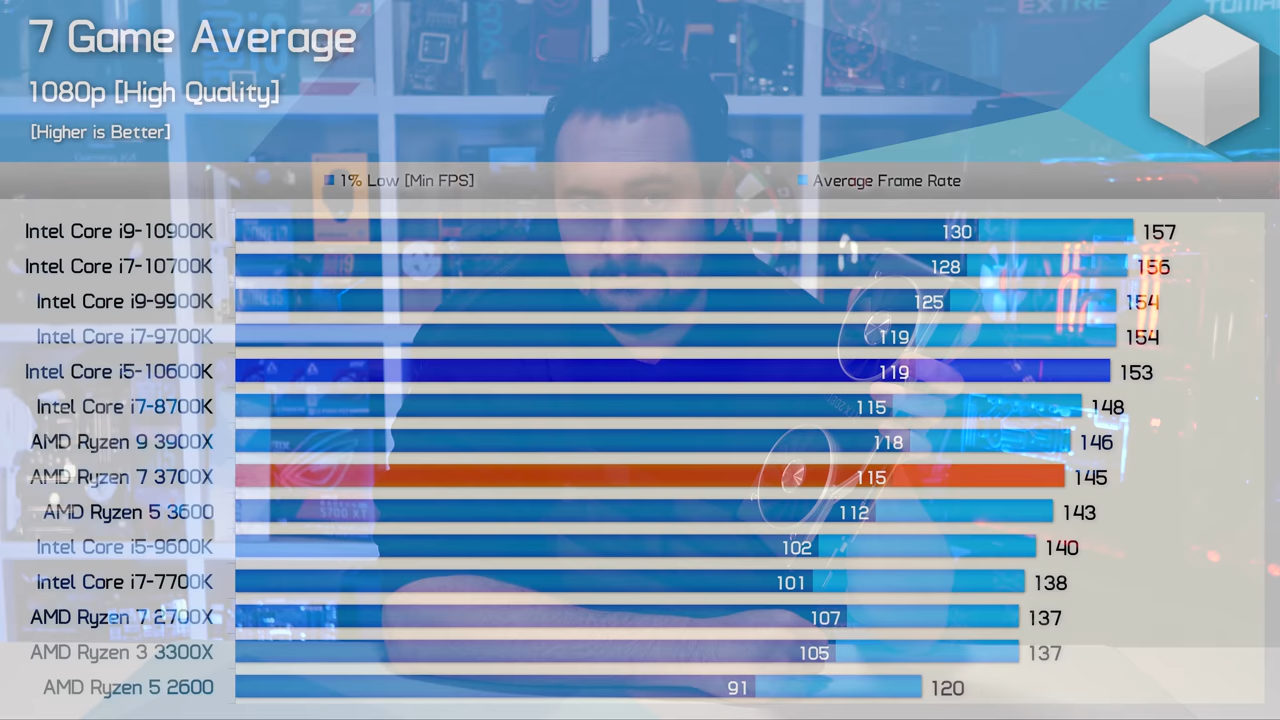 7 Game Average
1080p [High Quality]
[Higher is Better]
EXTRE
TOMA
1% Low [Min FPS] Average Frame Rate
Intel Core i9-10900K 130 157
Intel Core i7-10700K 128 156
Intel Core i9-9900K 125 154
Intel Core i7-9700K 119 154
Intel Core i5-10600K 119 153
Intel Core i7-8700K 115 148
AMD Ryzen 9 3900X 118 146
AMD Ryzen 7 3700X 115 145
AMD Ryzen 5 3600 112 143
Intel Core i5-9600K 102 140
Intel Core i7-7700K 101 138
AMD Ryzen 7 2700X 107 137
AMD Ryzen 3 3300X 105 137
AMD Ryzen 5 2600 91 120
5700 XT